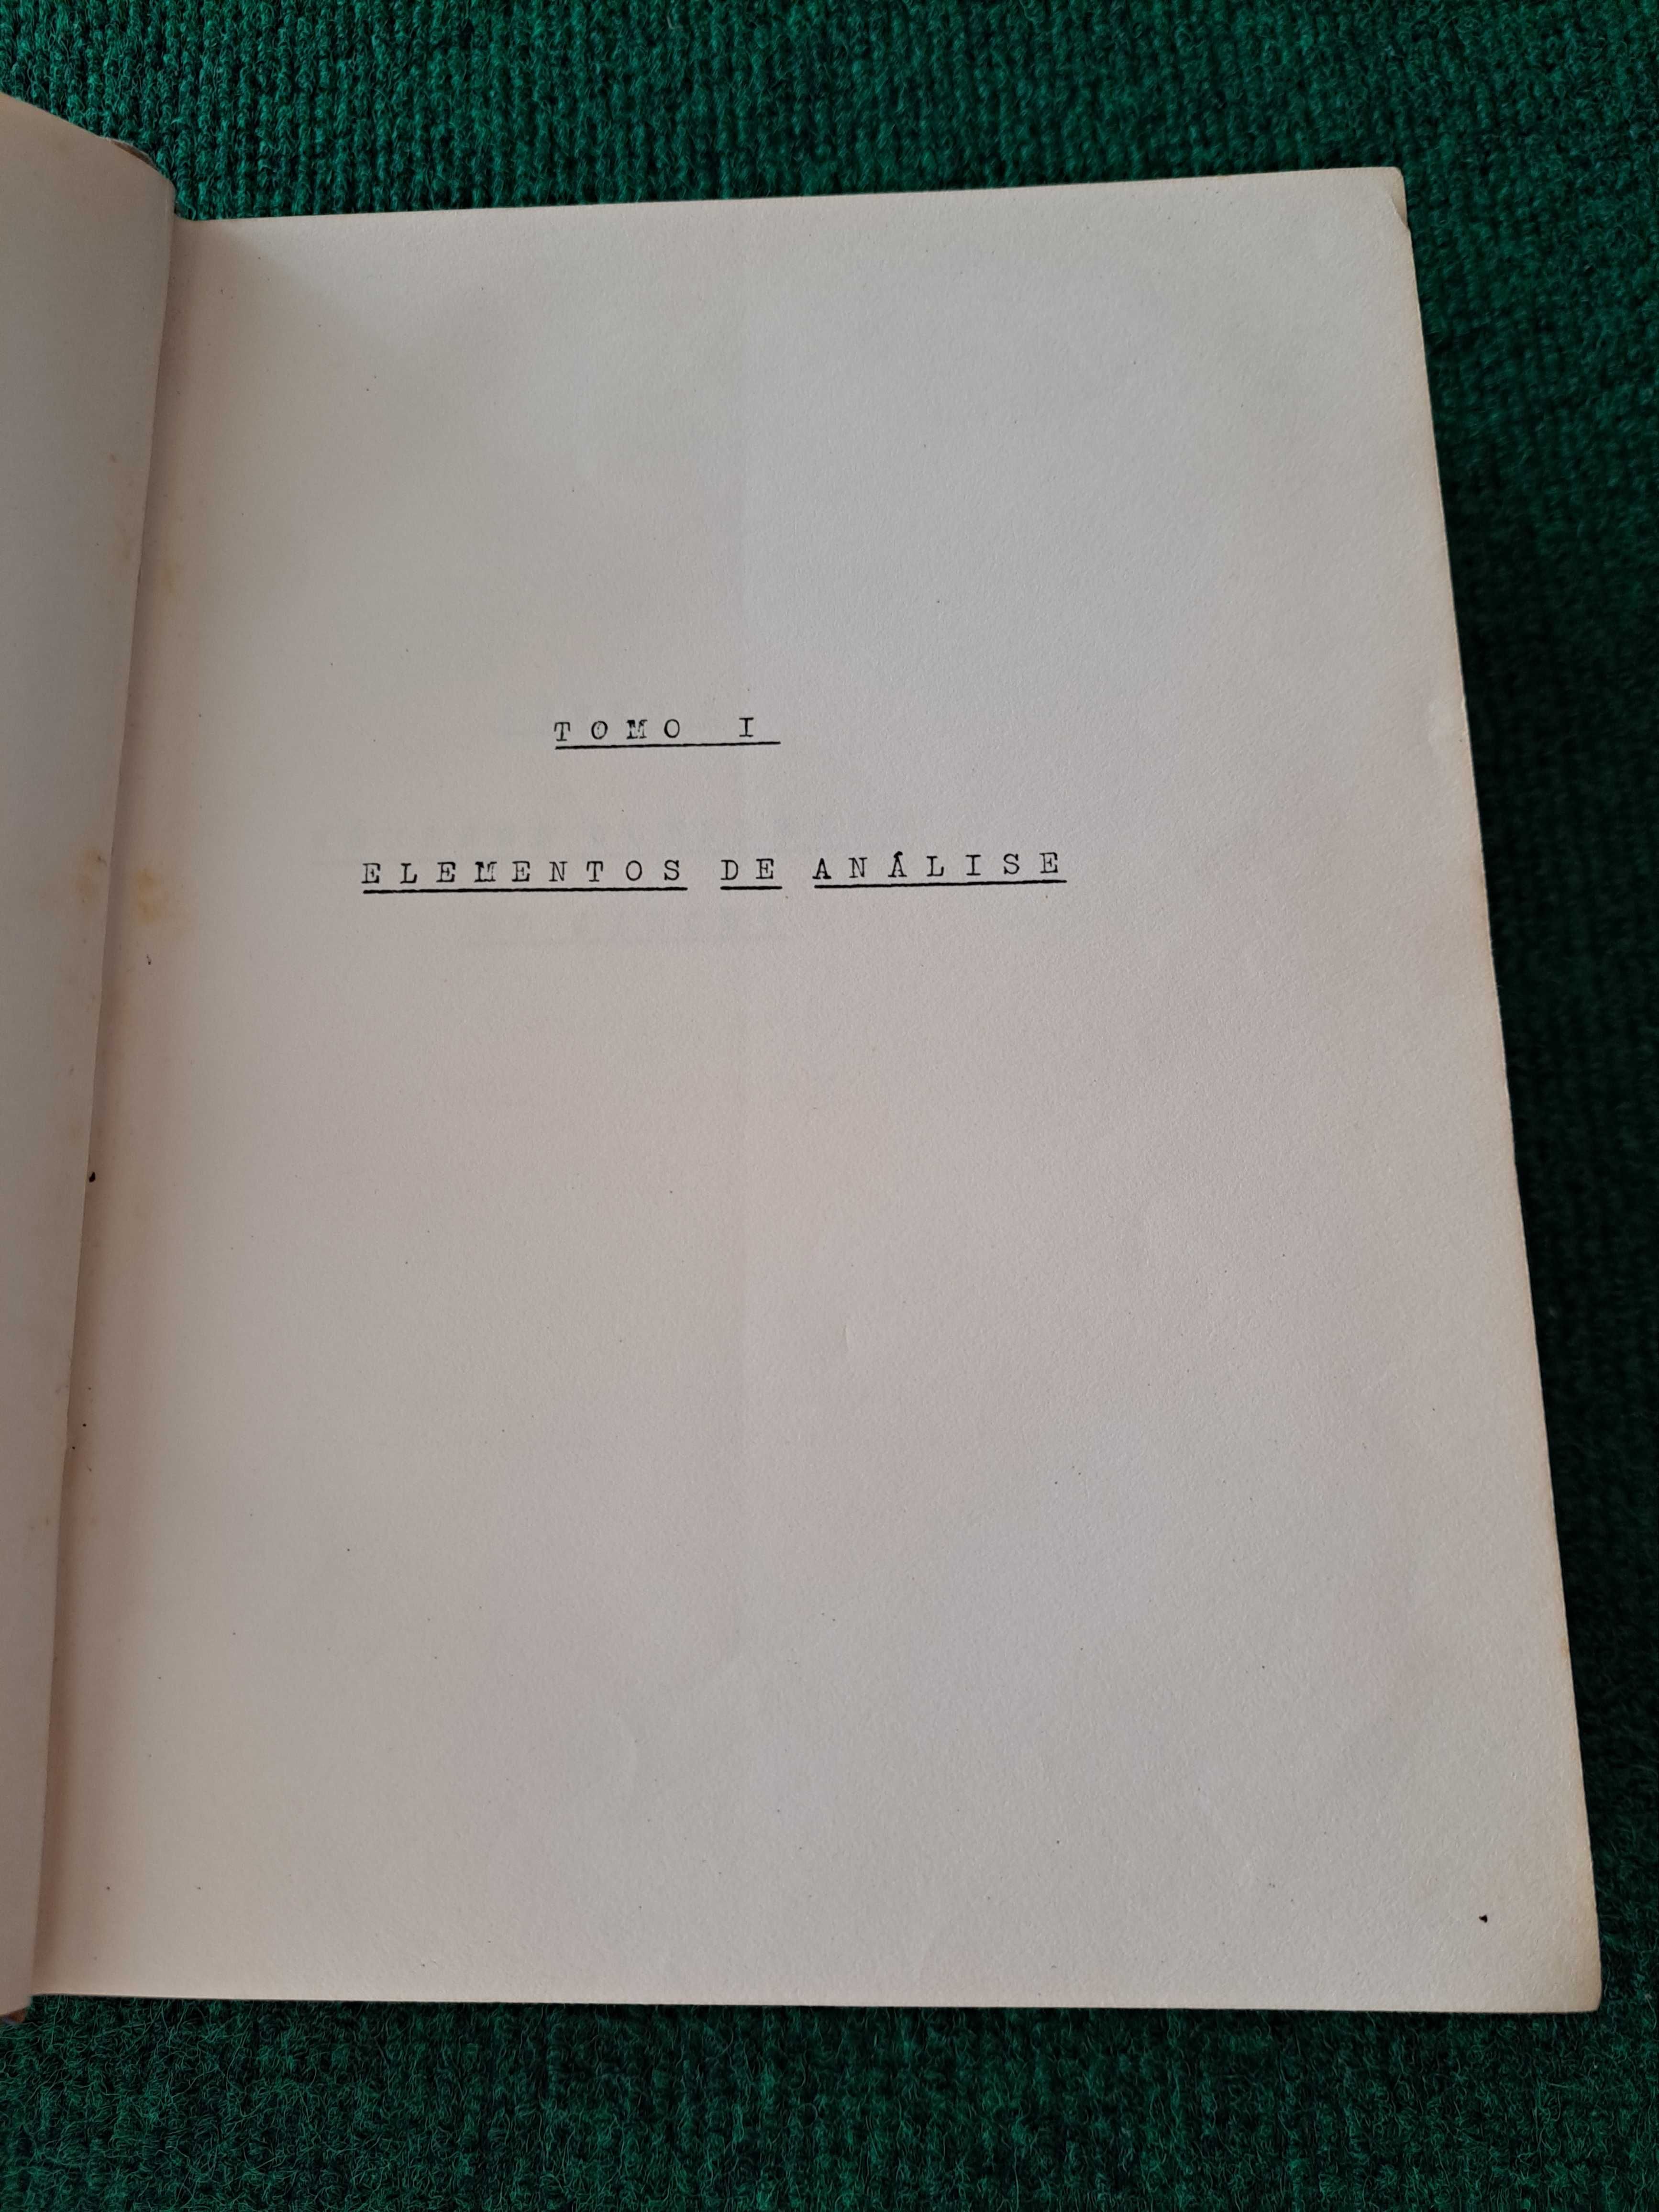 TOMO I
ELEMENTOS DE ANÁLISE